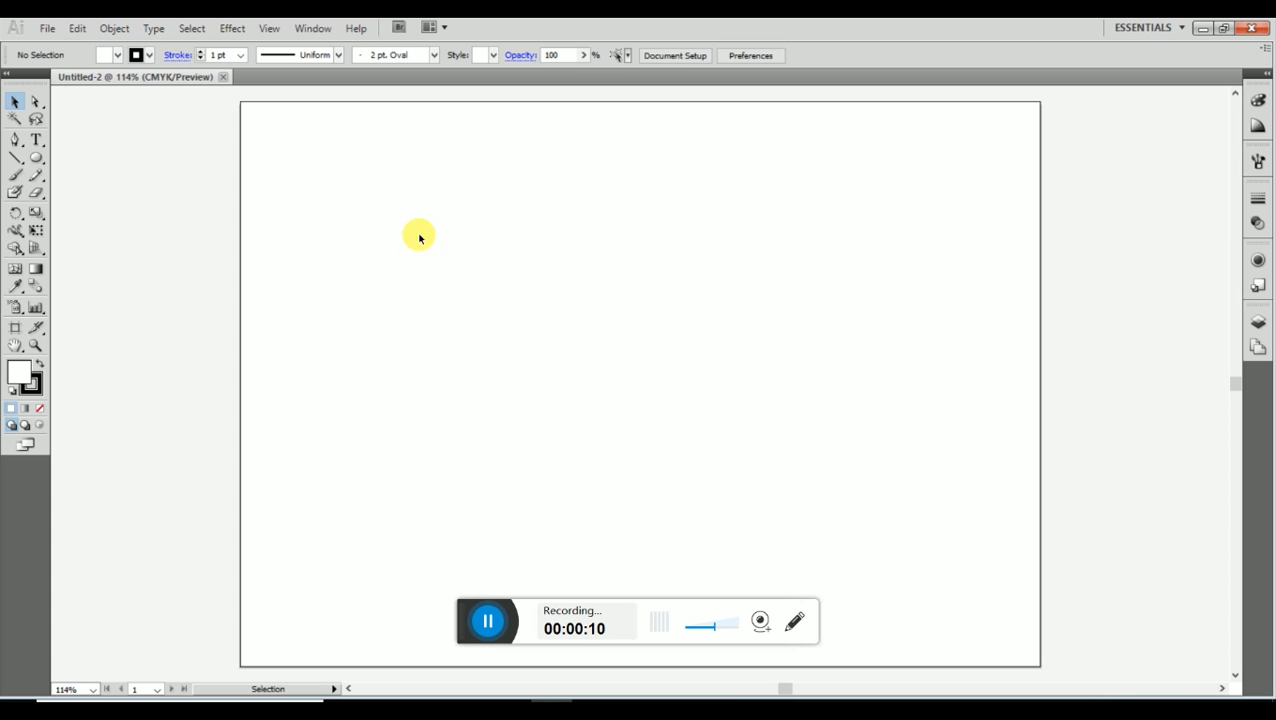 Ai File Edit Object Type Select Effect View Window Help Br ESSENTIALS
No Selection Stroke: 1 pt Uniform 2 pt. Oval Style: Opacity: 100 % Document Setup Preferences
Untitled-2 @ 114% (CMYK/Preview)
T
Recording...
00:00:10
114% 1 Selection